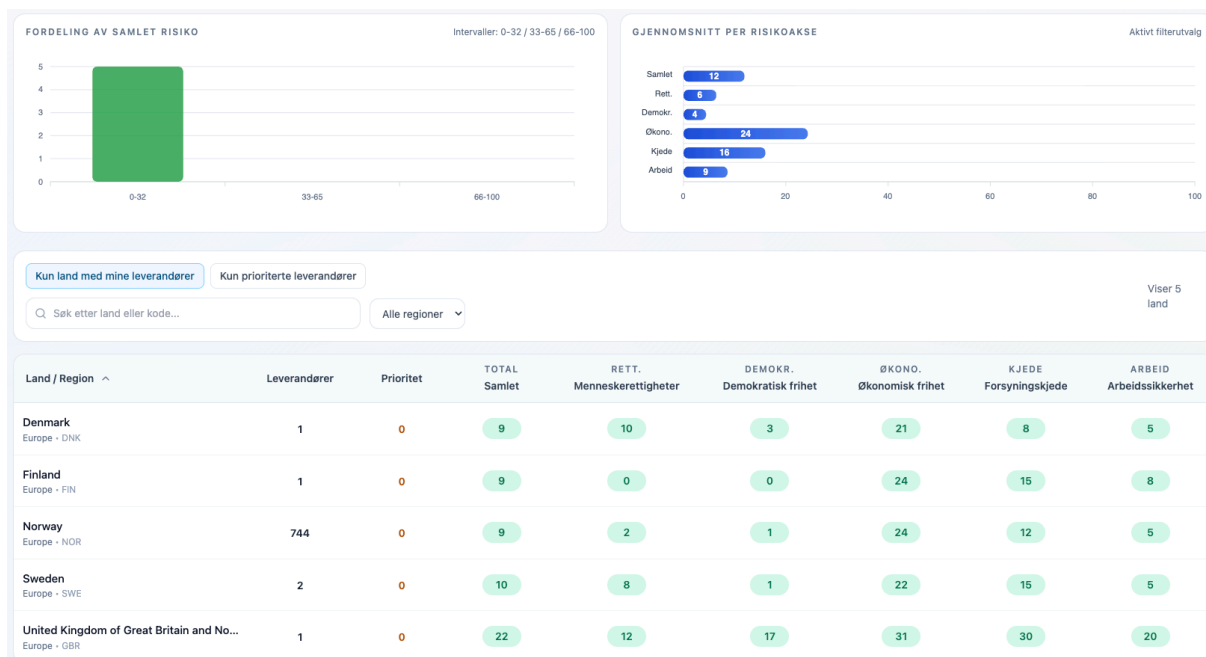 FORDELING AV SAMLET RISIKO
Intervaller: 0-32 / 33-65 / 66-100
5
4
3
2
1
0
0-32 33-65 66-100
GJENNOMSNITT PER RISIKOAKSE
Aktivt filterutvalg
Samlet 12
Rett. 6
Demokr. 4
Økono. 24
Kjede 16
Arbeid 9
0 20 40 60 80 100
Kun land med mine leverandører Kun prioriterte leverandører
Søk etter land eller kode... Alle regioner
Viser 5
land
TOTAL RETT. DEMOKR. ØKONO. KJEDE ARBEID
Land / Region Leverandører Prioritet Samlet Menneskerettigheter Demokratisk frihet Økonomisk frihet Forsyningskjede Arbeidssikkerhet
Denmark
Europe • DNK
1 0 9 10 3 21 8 5
Finland
Europe • FIN
1 0 9 0 0 24 15 8
Norway
Europe • NOR
744 0 9 2 1 24 12 5
Sweden
Europe • SWE
2 0 10 8 1 22 15 5
United Kingdom of Great Britain and No...
Europe • GBR
1 0 22 12 17 31 30 20